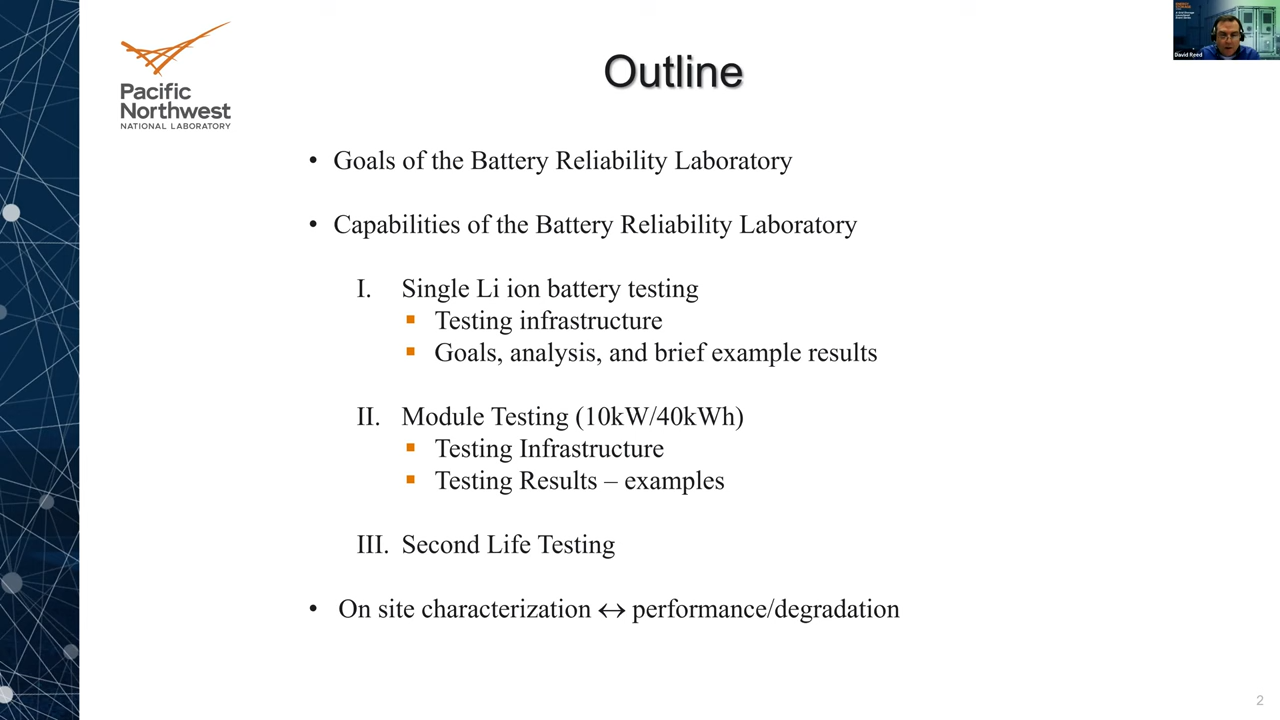 Pacific
Northwest
NATIONAL LABORATORY
Outline
David Reed
• Goals of the Battery Reliability Laboratory
• Capabilities of the Battery Reliability Laboratory
I. Single Li ion battery testing
▪ Testing infrastructure
▪ Goals, analysis, and brief example results
II. Module Testing (10kW/40kWh)
▪ Testing Infrastructure
▪ Testing Results – examples
III. Second Life Testing
• On site characterization ↔ performance/degradation
2